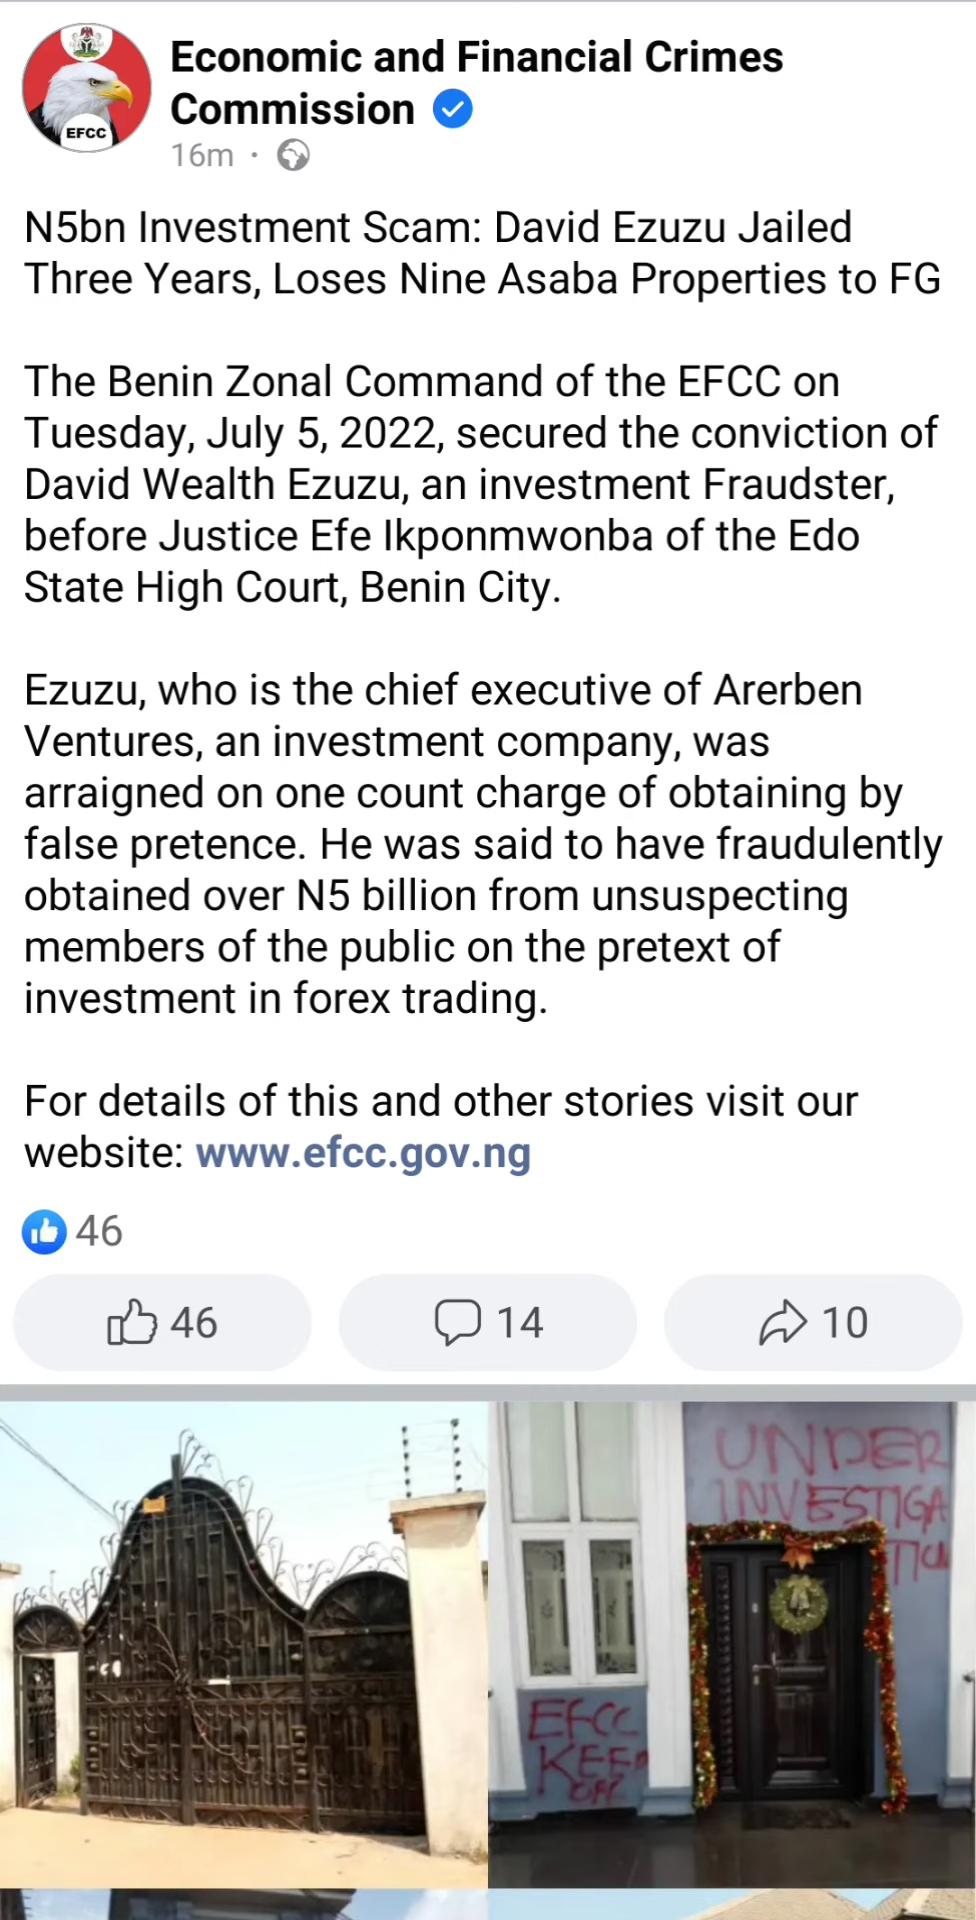 Economic and Financial Crimes
Commission
16m ·
EFCC
N5bn Investment Scam: David Ezuzu Jailed
Three Years, Loses Nine Asaba Properties to FG
The Benin Zonal Command of the EFCC on
Tuesday, July 5, 2022, secured the conviction of
David Wealth Ezuzu, an investment Fraudster,
before Justice Efe Ikponmwonba of the Edo
State High Court, Benin City.
Ezuzu, who is the chief executive of Arerben
Ventures, an investment company, was
arraigned on one count charge of obtaining by
false pretence. He was said to have fraudulently
obtained over N5 billion from unsuspecting
members of the public on the pretext of
investment in forex trading.
For details of this and other stories visit our
website: www.efcc.gov.ng
46
46
14
10
UNDER
INVESTIGA
TION
EFCC
KEEP
OFF